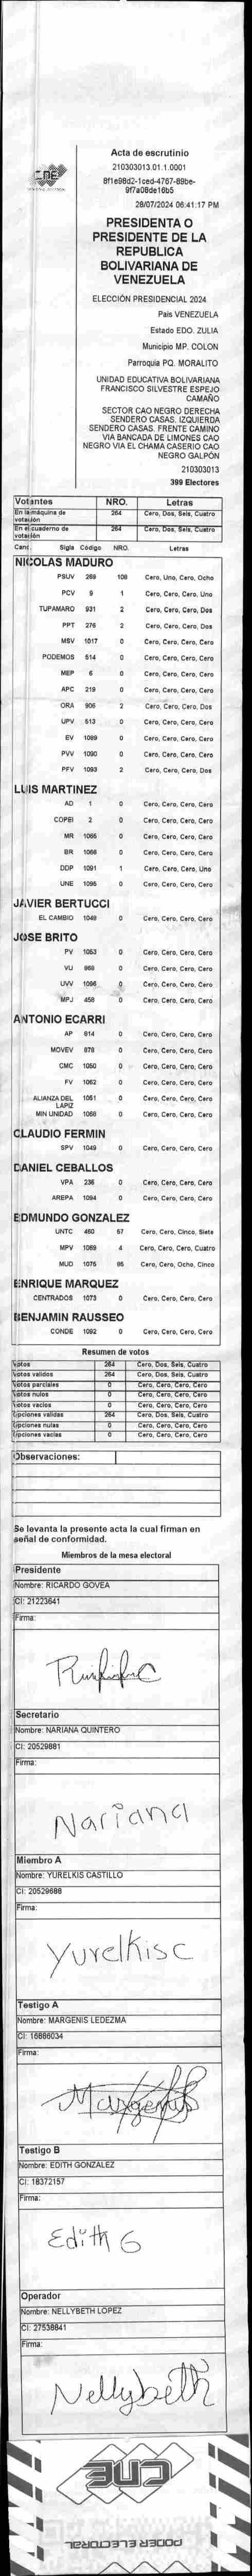 CNE
Acta de escrutinio
210303013.01.1.0001
8f1e98d2-1ced-4767-89be-
9f7a08de16b5
28/07/2024 06:41:17 PM
PRESIDENTA O
PRESIDENTE DE LA
REPUBLICA
BOLIVARIANA DE
VENEZUELA
ELECCIÓN PRESIDENCIAL 2024
Pais VENEZUELA
Estado EDO. ZULIA
Municipio MP. COLON
Parroquia PQ. MORALITO
UNIDAD EDUCATIVA BOLIVARIANA
FRANCISCO SILVESTRE ESPEJO
CAMAÑO
SECTOR CAO NEGRO DERECHA
SENDERO CASAS. IZQUIERDA
SENDERO CASAS. FRENTE CAMINO
VIA BANCADA DE LIMONES CAO
NEGRO VIA EL CHAMA CASERIO CAO
NEGRO GALPÓN
210303013
399 Electores
Votantes NRO. Letras
En la máquina de votación 264 Cero, Dos, Seis, Cuatro
En el cuaderno de votación 264 Cero, Dos, Seis, Cuatro
Cand. Sigla Código NRO. Letras
NICOLAS MADURO
PSUV 269 108 Cero, Uno, Cero, Ocho
PCV 9 1 Cero, Cero, Cero, Uno
TUPAMARO 931 2 Cero, Cero, Cero, Dos
PPT 276 2 Cero, Cero, Cero, Dos
MSV 1017 0 Cero, Cero, Cero, Cero
PODEMOS 514 0 Cero, Cero, Cero, Cero
MEP 6 0 Cero, Cero, Cero, Cero
APC 219 0 Cero, Cero, Cero, Cero
ORA 906 2 Cero, Cero, Cero, Dos
UPV 513 0 Cero, Cero, Cero, Cero
EV 1089 0 Cero, Cero, Cero, Cero
PVV 1090 0 Cero, Cero, Cero, Cero
PFV 1093 2 Cero, Cero, Cero, Dos
LUIS MARTINEZ
AD 1 0 Cero, Cero, Cero, Cero
COPEI 2 0 Cero, Cero, Cero, Cero
MR 1065 0 Cero, Cero, Cero, Cero
BR 1066 0 Cero, Cero, Cero, Cero
DDP 1091 1 Cero, Cero, Cero, Uno
UNE 1095 0 Cero, Cero, Cero, Cero
JAVIER BERTUCCI
EL CAMBIO 1048 0 Cero, Cero, Cero, Cero
JOSE BRITO
PV 1053 0 Cero, Cero, Cero, Cero
VU 968 0 Cero, Cero, Cero, Cero
UVV 1096 0 Cero, Cero, Cero, Cero
MPJ 458 0 Cero, Cero, Cero, Cero
ANTONIO ECARRI
AP 814 0 Cero, Cero, Cero, Cero
MOVEV 878 0 Cero, Cero, Cero, Cero
CMC 1050 0 Cero, Cero, Cero, Cero
FV 1062 0 Cero, Cero, Cero, Cero
ALIANZA DEL LAPIZ 1051 0 Cero, Cero, Cero, Cero
MIN UNIDAD 1068 0 Cero, Cero, Cero, Cero
CLAUDIO FERMIN
SPV 1049 0 Cero, Cero, Cero, Cero
DANIEL CEBALLOS
VPA 236 0 Cero, Cero, Cero, Cero
AREPA 1094 0 Cero, Cero, Cero, Cero
EDMUNDO GONZALEZ
UNTC 460 57 Cero, Cero, Cinco, Siete
MPV 1069 4 Cero, Cero, Cero, Cuatro
MUD 1075 85 Cero, Cero, Ocho, Cinco
ENRIQUE MARQUEZ
CENTRADOS 1073 0 Cero, Cero, Cero, Cero
BENJAMIN RAUSSEO
CONDE 1092 0 Cero, Cero, Cero, Cero
Resumen de votos
Votos 264 Cero, Dos, Seis, Cuatro
Votos validos 264 Cero, Dos, Seis, Cuatro
Votos parciales 0 Cero, Cero, Cero, Cero
Votos nulos 0 Cero, Cero, Cero, Cero
Votos vacios 0 Cero, Cero, Cero, Cero
Opciones validas 264 Cero, Dos, Seis, Cuatro
Opciones nulas 0 Cero, Cero, Cero, Cero
Opciones vacias 0 Cero, Cero, Cero, Cero
Observaciones:
Se levanta la presente acta la cual firman en
señal de conformidad.
Miembros de la mesa electoral
Presidente
Nombre: RICARDO GOVEA
CI: 21223641
Firma:
Secretario
Nombre: NARIANA QUINTERO
CI: 20529881
Firma:
Nariana
Miembro A
Nombre: YURELKIS CASTILLO
CI: 20529688
Firma:
Yurelkis C
Testigo A
Nombre: MARGENIS LEDEZMA
CI: 16886034
Firma:
Margenis
Testigo B
Nombre: EDITH GONZALEZ
CI: 18372157
Firma:
Edith G
Operador
Nombre: NELLYBETH LOPEZ
CI: 27538841
Firma:
Nellybeth
CNE
PODER ELECTORAL